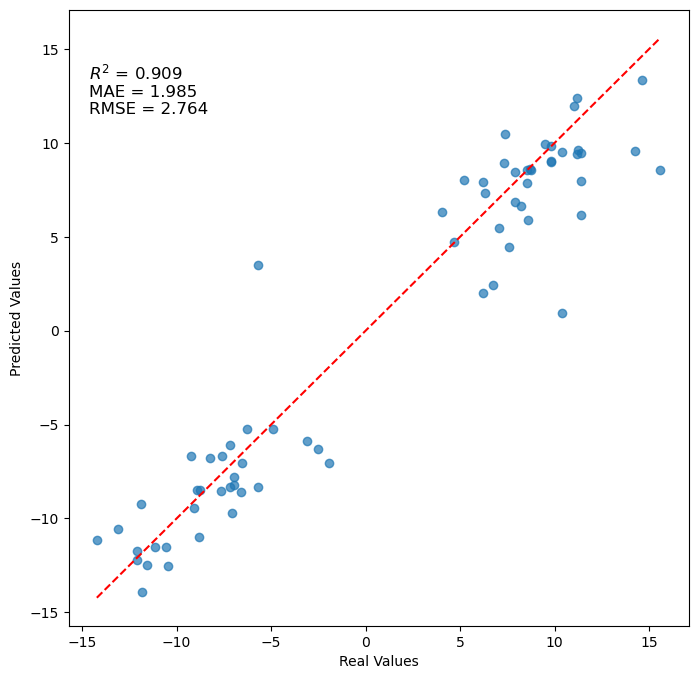 R² = 0.909
MAE = 1.985
RMSE = 2.764
15
10
5
0
−5
−10
−15
Predicted Values
−15 −10 −5 0 5 10 15
Real Values